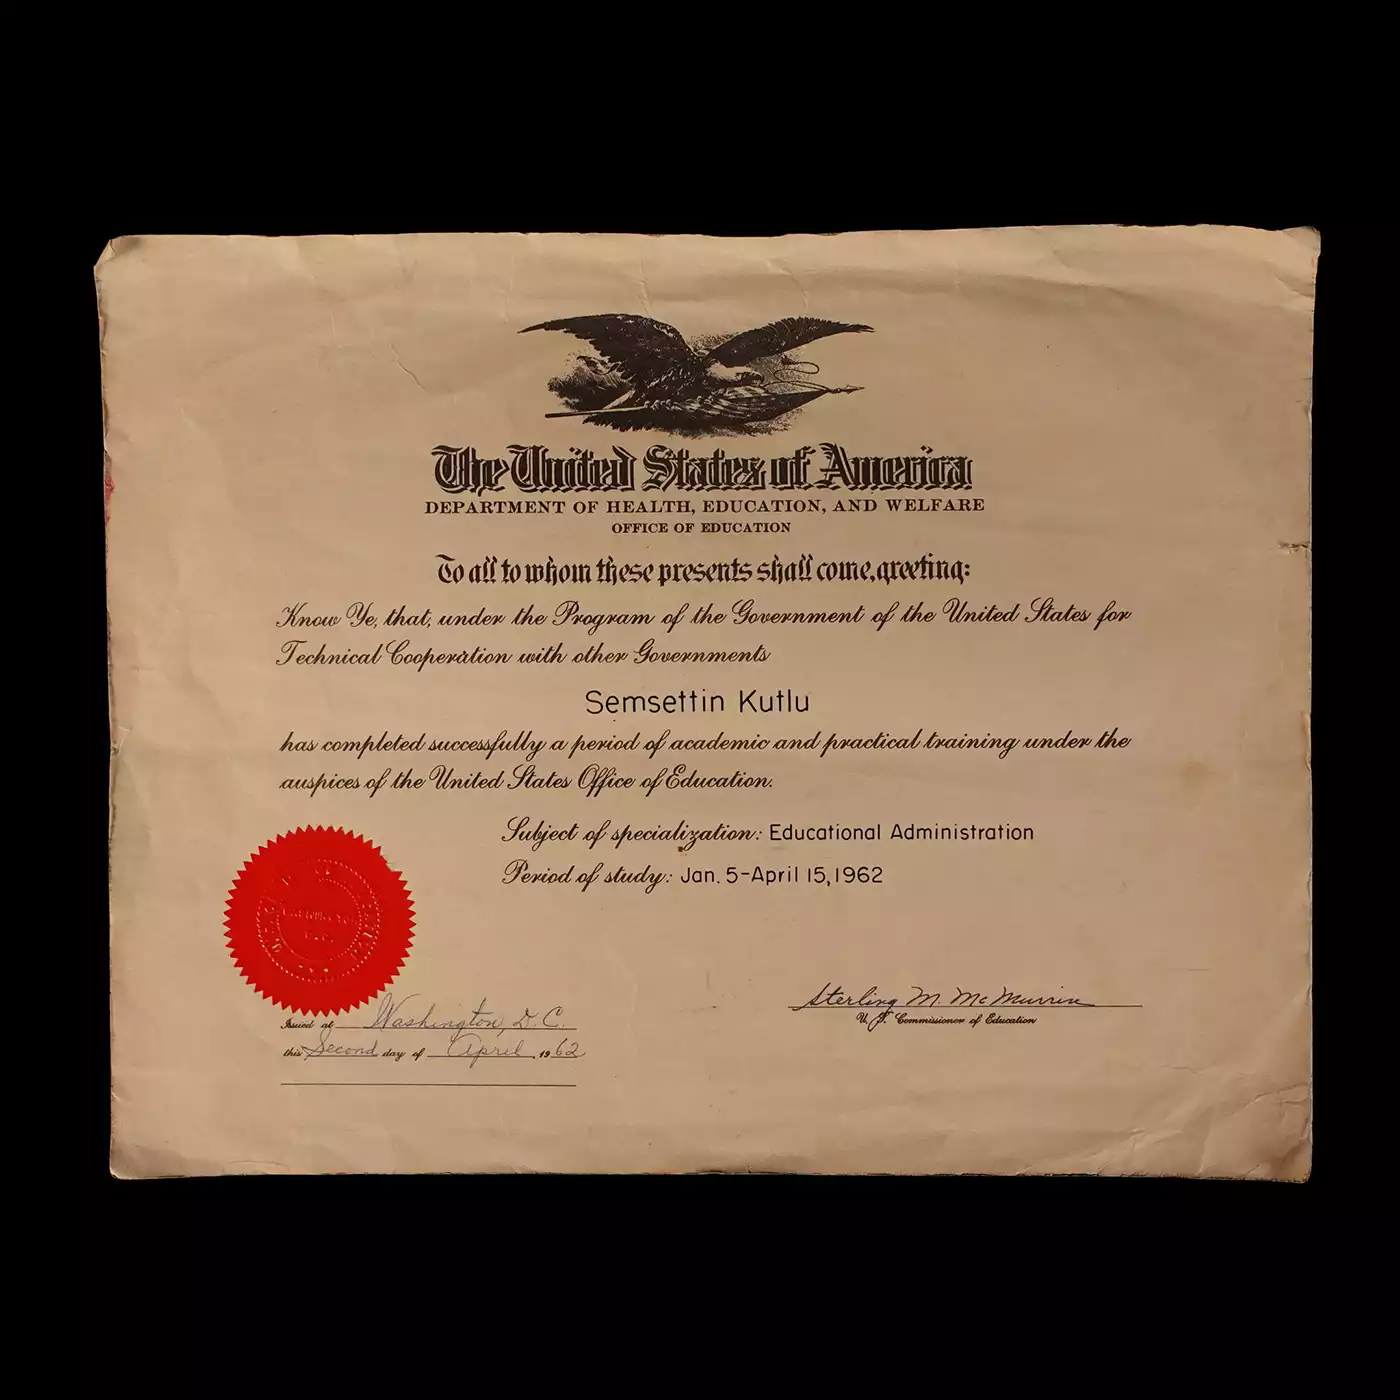 The United States of America
DEPARTMENT OF HEALTH, EDUCATION, AND WELFARE
OFFICE OF EDUCATION
To all to whom these presents shall come, greeting:
Know Ye, that, under the Program of the Government of the United States for
Technical Cooperation with other Governments
Semsettin Kutlu
has completed successfully a period of academic and practical training under the
auspices of the United States Office of Education.
Subject of specialization: Educational Administration
Period of study: Jan. 5-April 15, 1962
Sterling M. McMurrin
U. S. Commissioner of Education
Issued at Washington, D. C.
this Second day of April, 1962